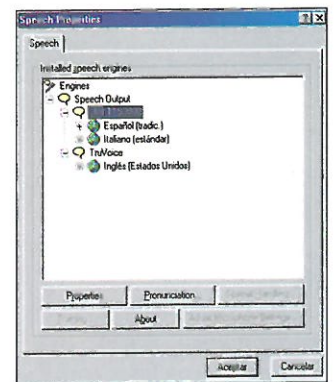 Speech Properties
Speech
Installed speech engines
Engines
Speech Output
Español (tradic.)
Italiano (estándar)
TruVoice
Inglés (Estados Unidos)
Properties
Pronunciation
About
Aceptar
Cancelar